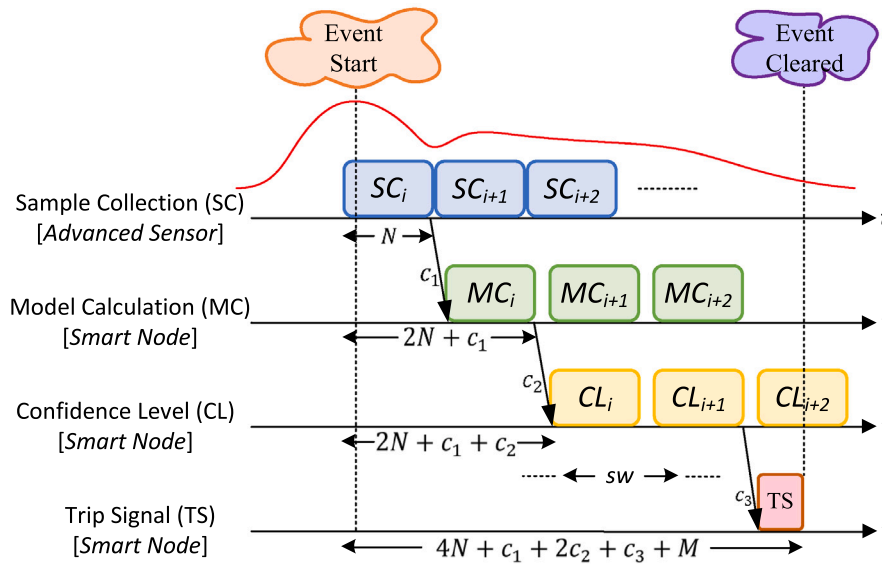 Event
Start
Event
Cleared
Sample Collection (SC)
[Advanced Sensor]
SCᵢ
SCᵢ₊₁
SCᵢ₊₂
N
c₁
Model Calculation (MC)
[Smart Node]
MCᵢ
MCᵢ₊₁
MCᵢ₊₂
2N + c₁
c₂
Confidence Level (CL)
[Smart Node]
CLᵢ
CLᵢ₊₁
CLᵢ₊₂
2N + c₁ + c₂
sw
c₃
Trip Signal (TS)
[Smart Node]
TS
4N + c₁ + 2c₂ + c₃ + M